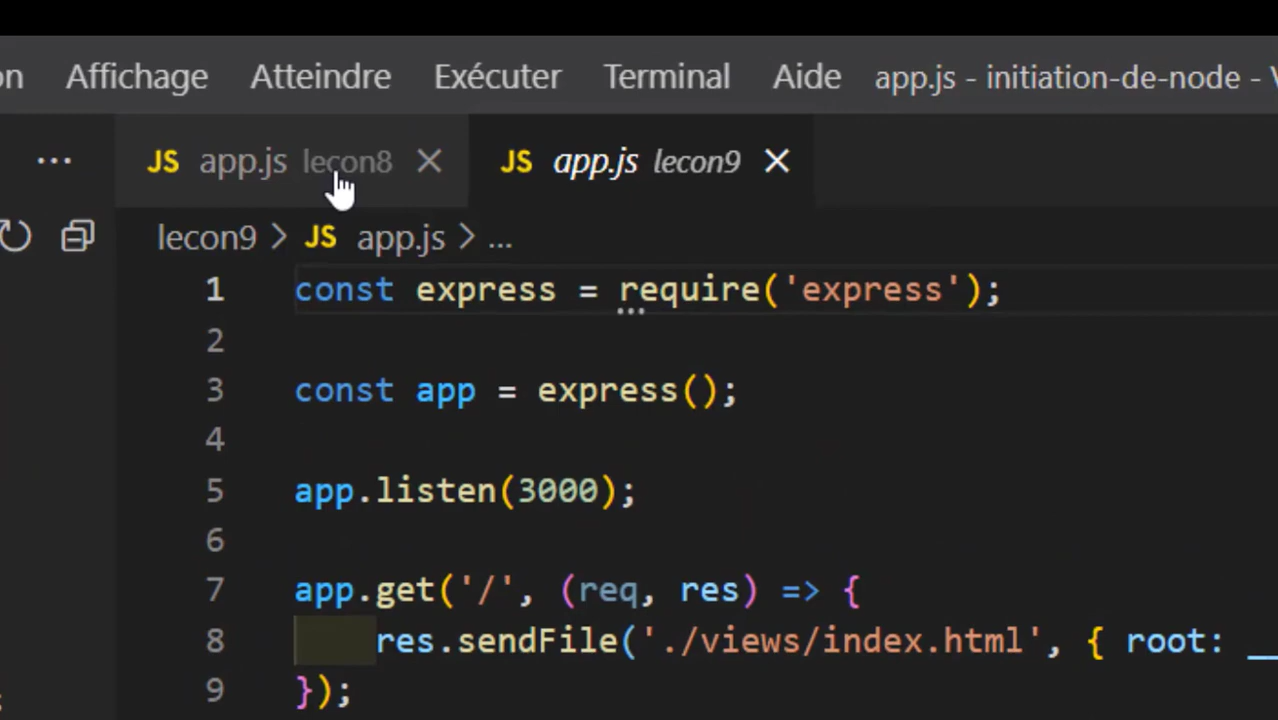 on Affichage Atteindre Exécuter Terminal Aide app.js - initiation-de-node -
JS app.js lecon8 JS app.js lecon9
lecon9 > JS app.js > ...
1 const express = require('express');
2
3 const app = express();
4
5 app.listen(3000);
6
7 app.get('/', (req, res) => {
8 res.sendFile('./views/index.html', { root: __
9 });